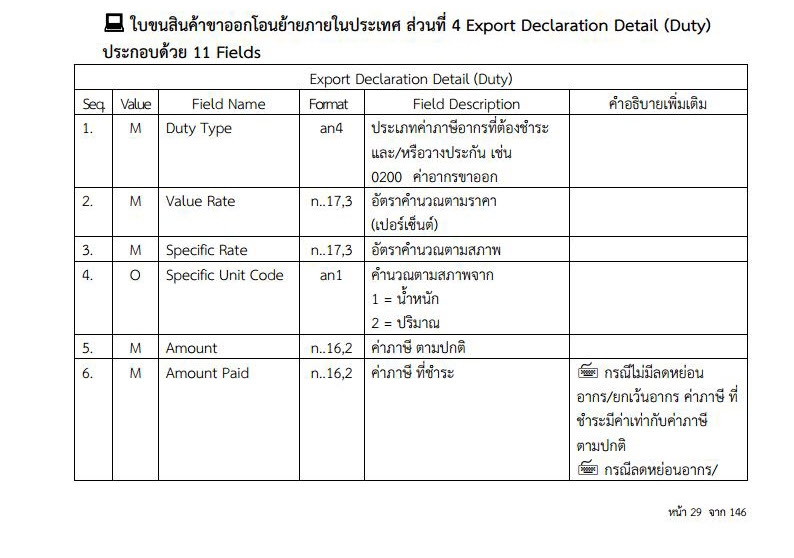 ใบขนสินค้าขาออกโอนย้ายภายในประเทศ ส่วนที่ 4 Export Declaration Detail (Duty)
ประกอบด้วย 11 Fields
Export Declaration Detail (Duty)
Seq. Value Field Name Format Field Description คำอธิบายเพิ่มเติม
1. M Duty Type an4 ประเภทค่าภาษีอากรที่ต้องชำระ
และ/หรือวางประกัน เช่น
0200 ค่าอากรขาออก
2. M Value Rate n..17,3 อัตราคำนวณตามราคา
(เปอร์เซ็นต์)
3. M Specific Rate n..17,3 อัตราคำนวณตามสภาพ
4. O Specific Unit Code an1 คำนวณตามสภาพจาก
1 = น้ำหนัก
2 = ปริมาณ
5. M Amount n..16,2 ค่าภาษี ตามปกติ
6. M Amount Paid n..16,2 ค่าภาษี ที่ชำระ กรณีไม่มีลดหย่อน
อากร/ยกเว้นอากร ค่าภาษี ที่
ชำระมีค่าเท่ากับค่าภาษี
ตามปกติ
กรณีลดหย่อนอากร/
หน้า 29 จาก 146